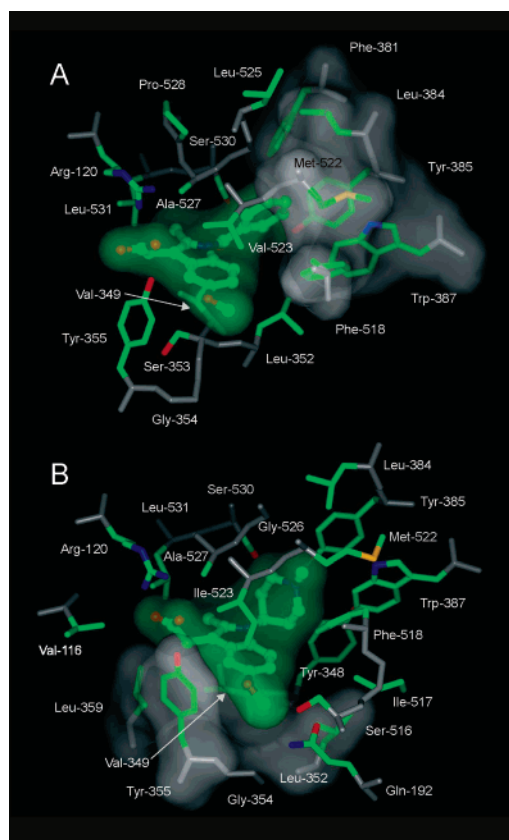 A
Phe-381
Leu-525
Pro-528
Leu-384
Ser-530
Met-522
Tyr-385
Arg-120
Leu-531
Ala-527
Val-523
Val-349
Trp-387
Phe-518
Tyr-355
Leu-352
Ser-353
Gly-354
B
Leu-384
Ser-530
Leu-531
Tyr-385
Gly-526
Arg-120
Met-522
Ala-527
Ile-523
Trp-387
Val-116
Phe-518
Tyr-348
Leu-359
Ile-517
Ser-516
Val-349
Leu-352
Tyr-355
Gly-354
Gln-192